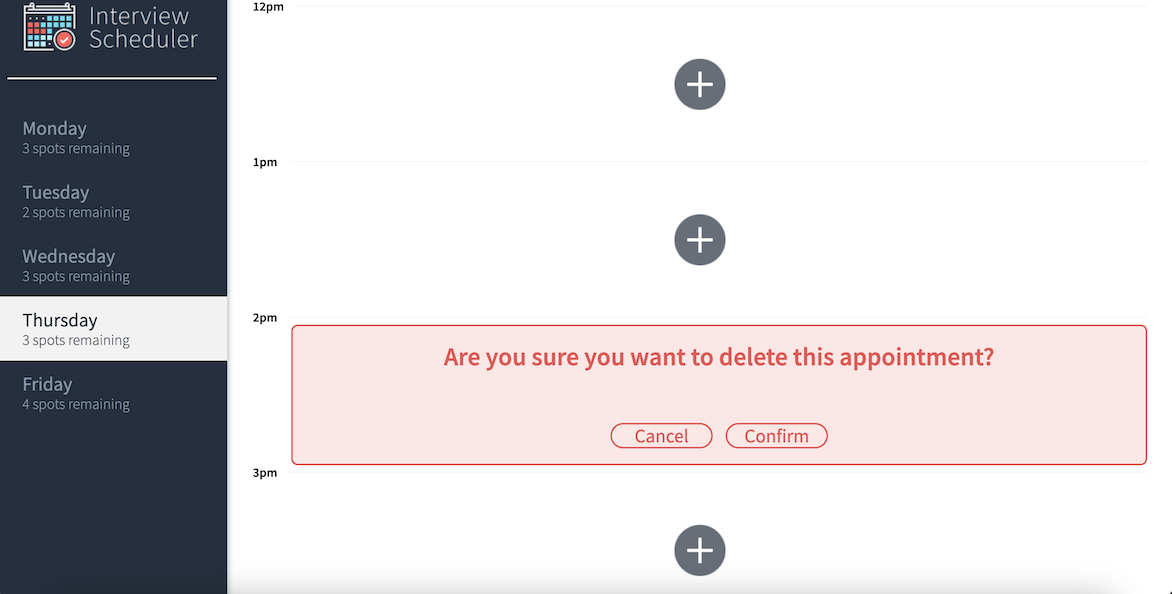 Interview
Scheduler
Monday
3 spots remaining
Tuesday
2 spots remaining
Wednesday
3 spots remaining
Thursday
3 spots remaining
Friday
4 spots remaining
12pm
1pm
2pm
Are you sure you want to delete this appointment?
Cancel Confirm
3pm